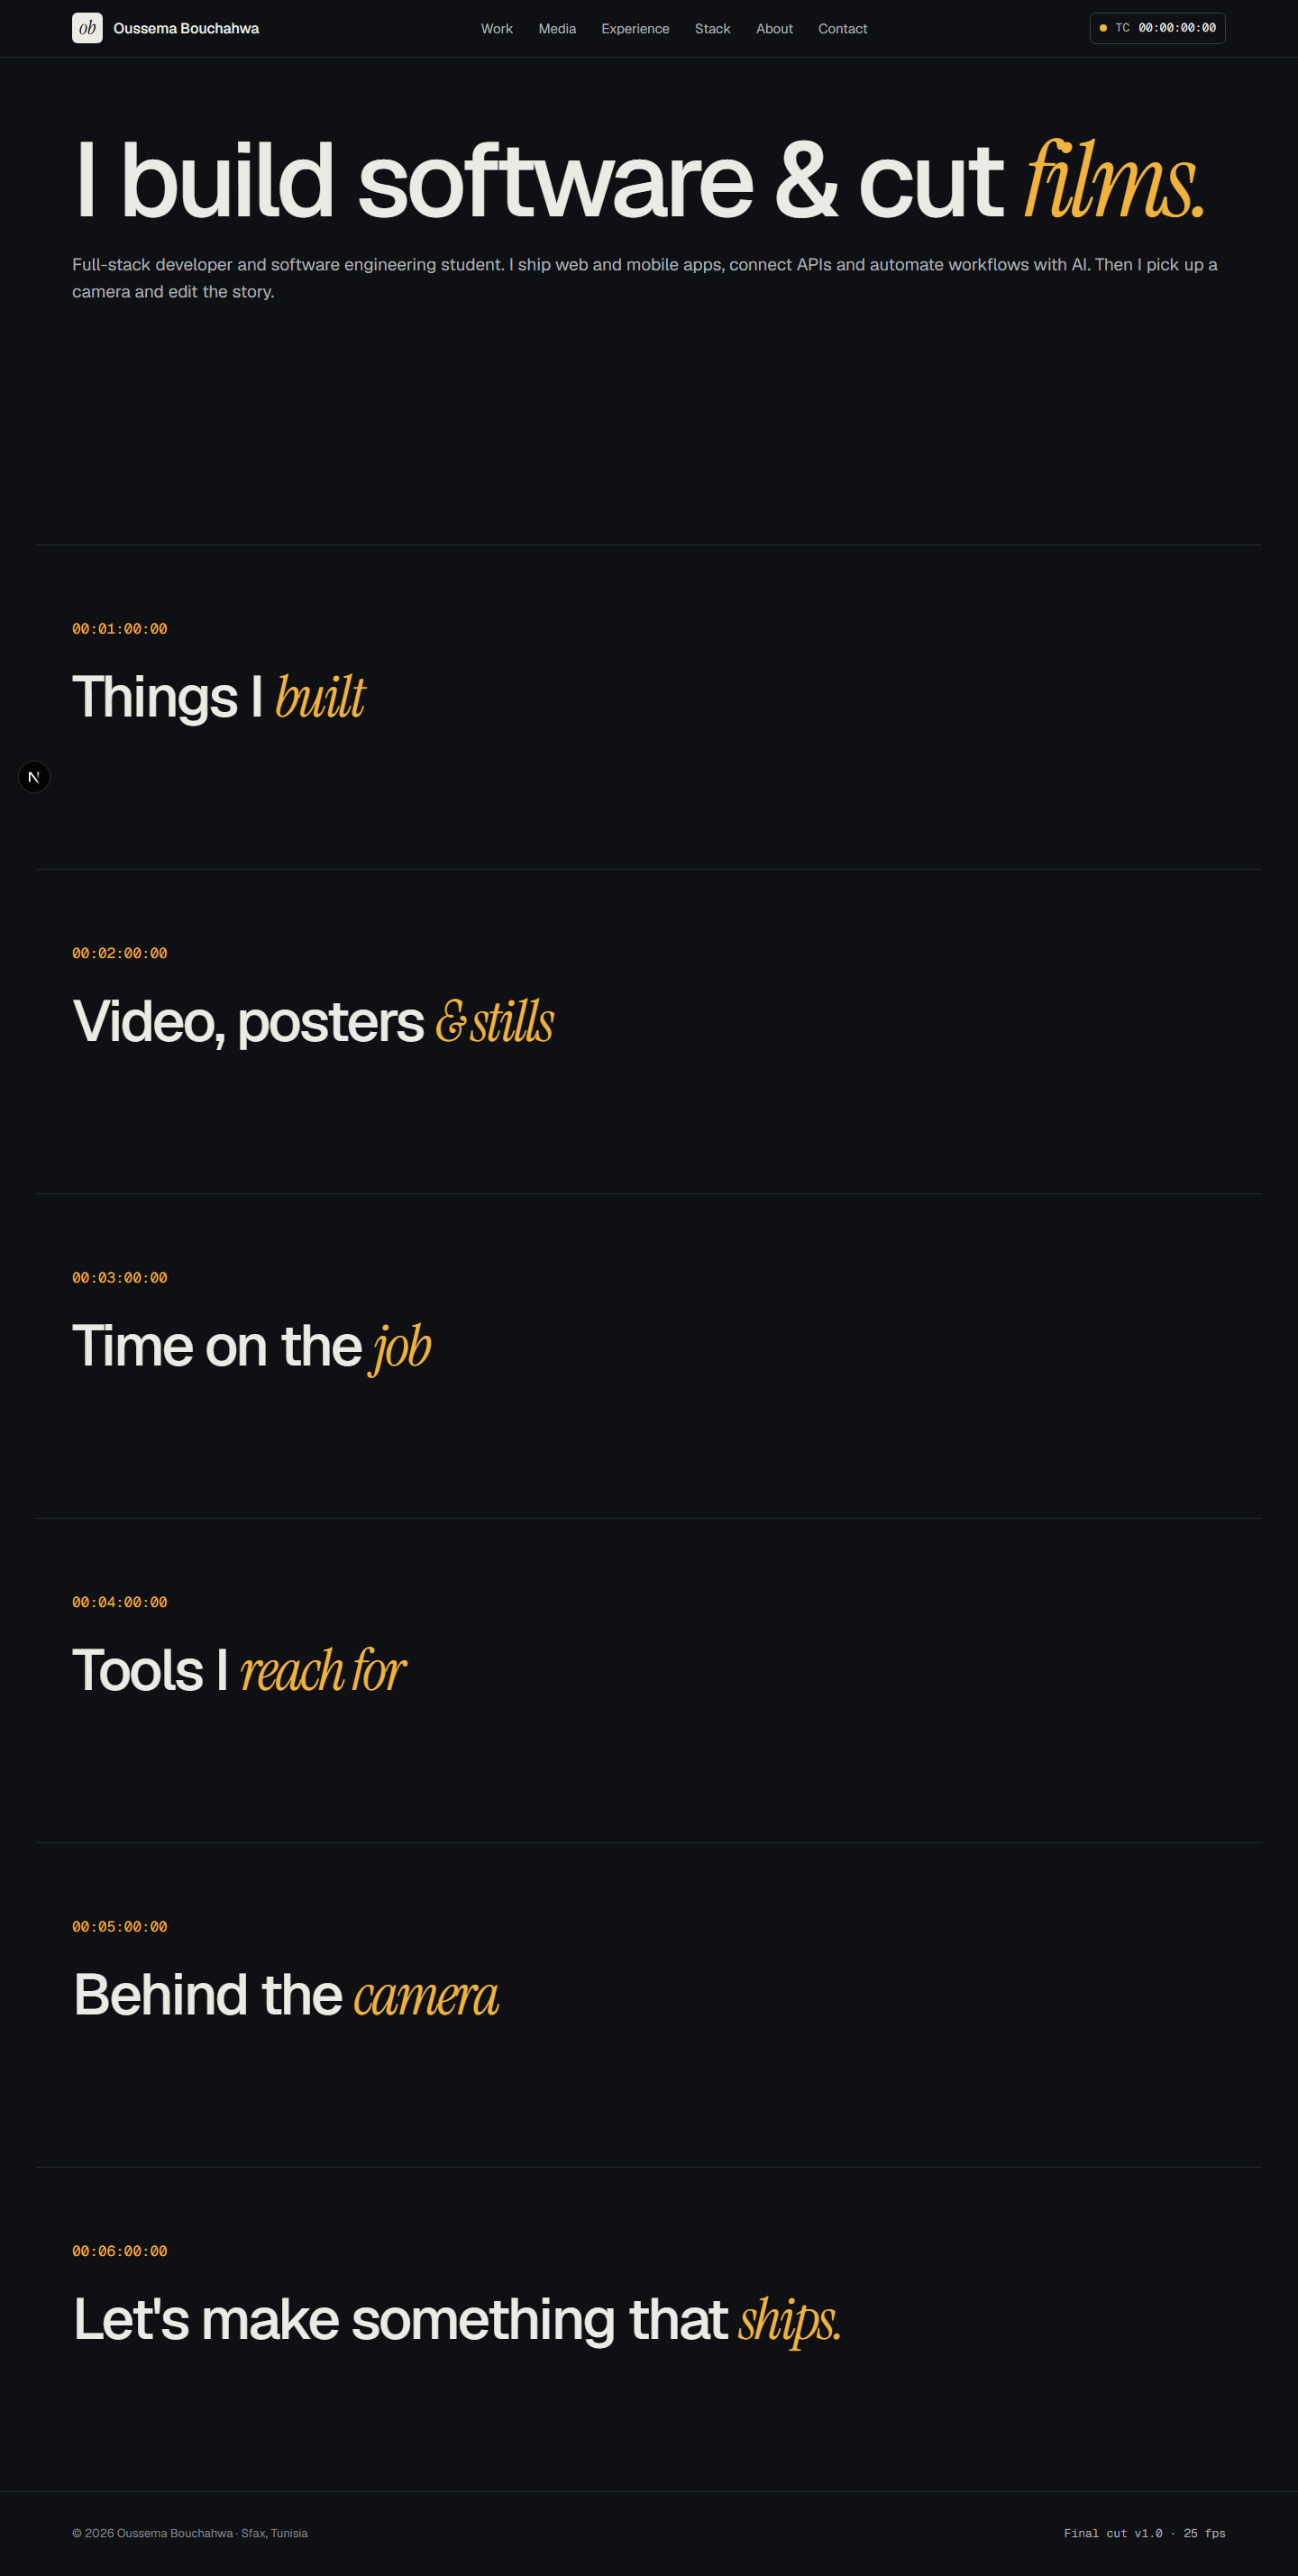 ob Oussema Bouchahwa Work Media Experience Stack About Contact TC 00:00:00:00
I build software & cut films.
Full-stack developer and software engineering student. I ship web and mobile apps, connect APIs and automate workflows with AI. Then I pick up a
camera and edit the story.
00:01:00:00
Things I built
N
00:02:00:00
Video, posters & stills
00:03:00:00
Time on the job
00:04:00:00
Tools I reach for
00:05:00:00
Behind the camera
00:06:00:00
Let's make something that ships.
© 2026 Oussema Bouchahwa · Sfax, Tunisia Final cut v1.0 · 25 fps